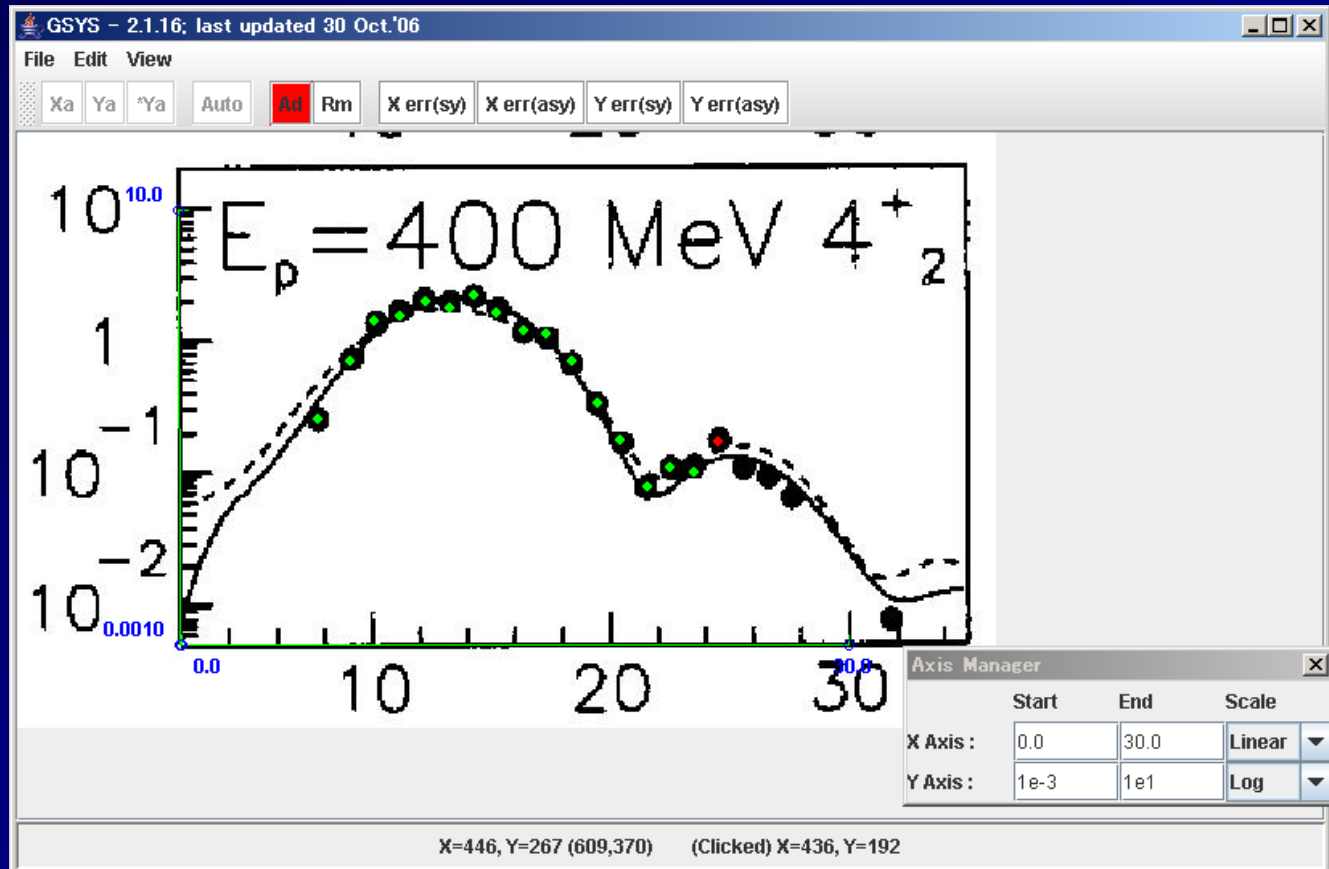 GSYS - 2.1.16; last updated 30 Oct.'06
File Edit View
Xa Ya *Ya Auto Ad Rm X err(sy) X err(asy) Y err(sy) Y err(asy)
10 10.0 E p =400 MeV 4 + 2
1
10 -1
10 -2
0.0010
0.0 30.0
10 20 30
Axis Manager
Start End Scale
X Axis : 0.0 30.0 Linear
Y Axis : 1e-3 1e1 Log
X=446, Y=267 (609,370) (Clicked) X=436, Y=192